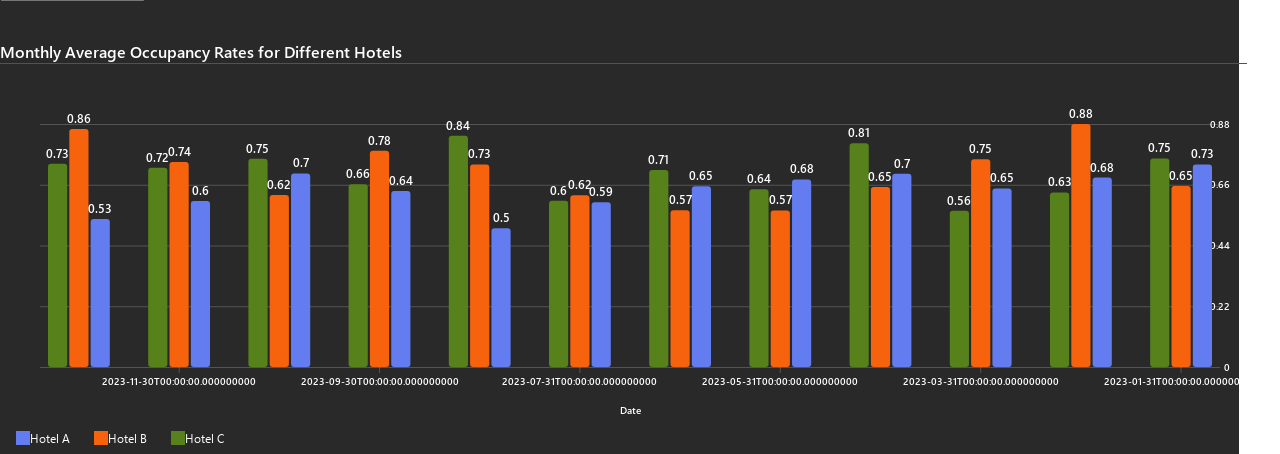 Monthly Average Occupancy Rates for Different Hotels
0.73 0.86 0.53 0.72 0.74 0.6 0.75 0.62 0.7 0.66 0.78 0.64 0.84 0.73 0.5 0.6 0.62 0.59 0.71 0.57 0.65 0.64 0.57 0.68 0.81 0.65 0.7 0.56 0.75 0.65 0.63 0.88 0.68 0.75 0.65 0.73
0.88
0.66
0.44
0.22
0
2023-11-30T00:00:00.000000000 2023-09-30T00:00:00.000000000 2023-07-31T00:00:00.000000000 2023-05-31T00:00:00.000000000 2023-03-31T00:00:00.000000000 2023-01-31T00:00:00.000000
Date
Hotel A Hotel B Hotel C